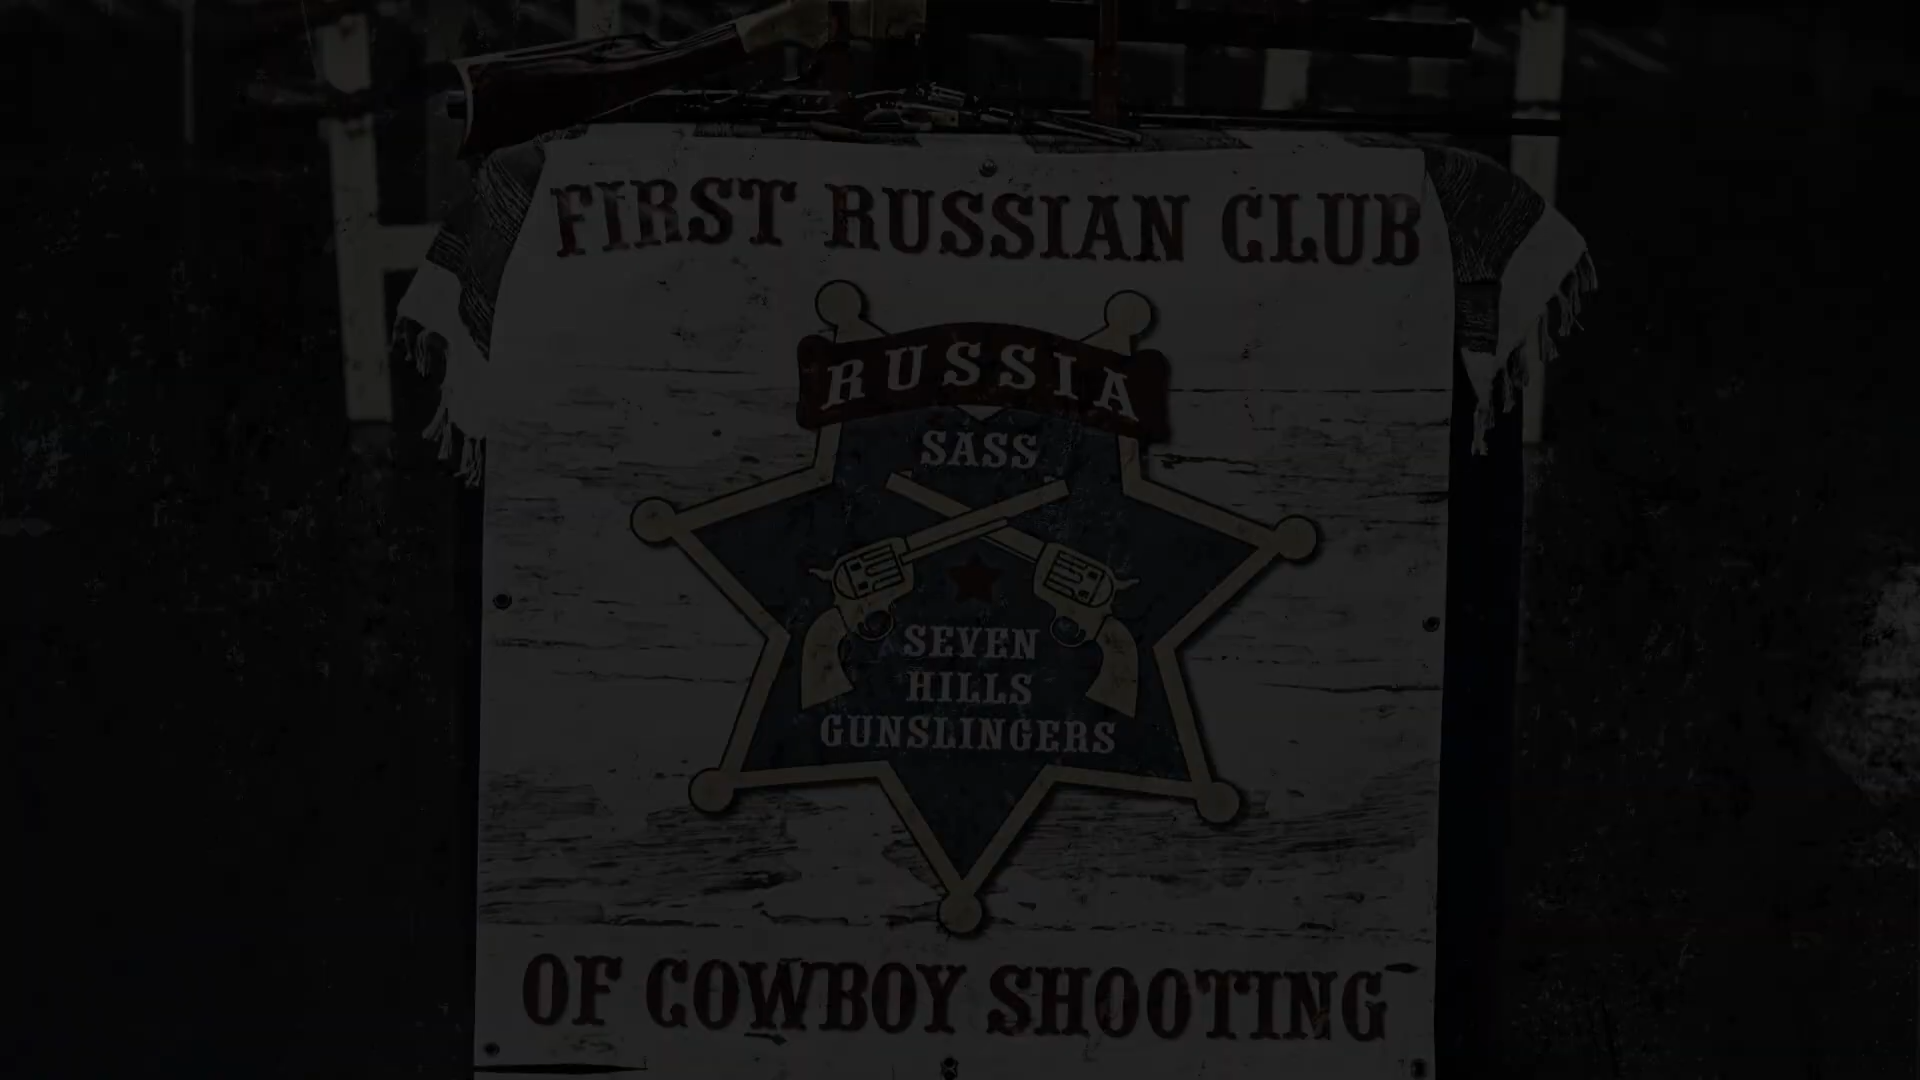 FIRST RUSSIAN CLUB
RUSSIA
SASS
SEVEN
HILLS
GUNSLINGERS
OF COWBOY SHOOTING